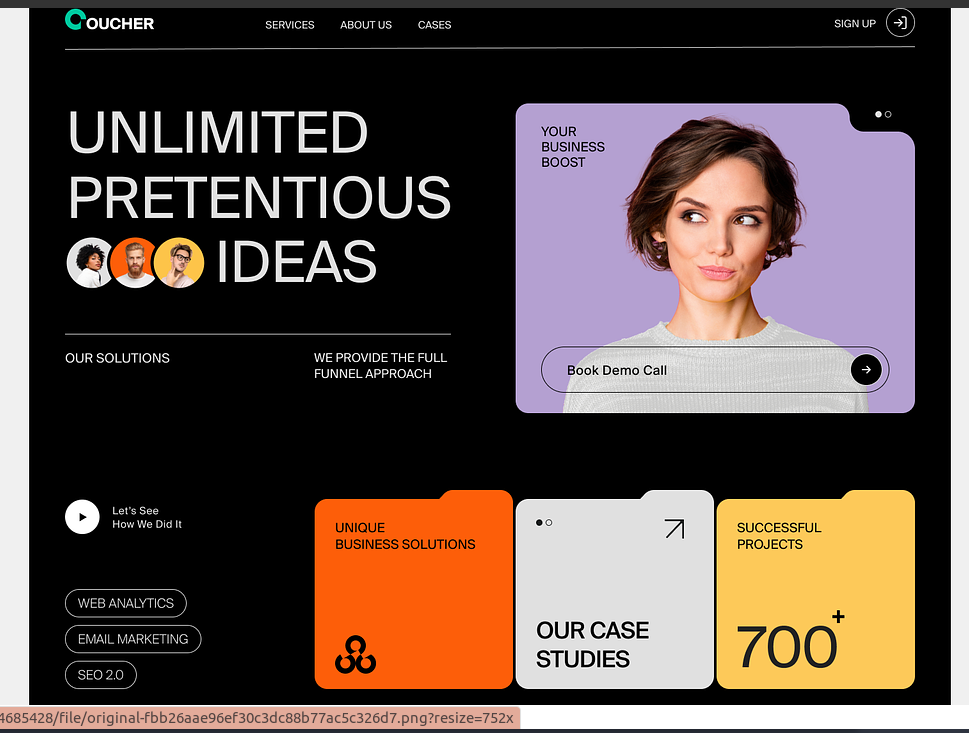 OUCHER
SERVICES
ABOUT US
CASES
SIGN UP
UNLIMITED
PRETENTIOUS
IDEAS
YOUR
BUSINESS
BOOST
Book Demo Call
OUR SOLUTIONS
WE PROVIDE THE FULL
FUNNEL APPROACH
Let's See
How We Did It
WEB ANALYTICS
EMAIL MARKETING
SEO 2.0
UNIQUE
BUSINESS SOLUTIONS
OUR CASE
STUDIES
SUCCESSFUL
PROJECTS
700+
4685428/file/original-fbb26aae96ef30c3dc88b77ac5c326d7.png?resize=752x